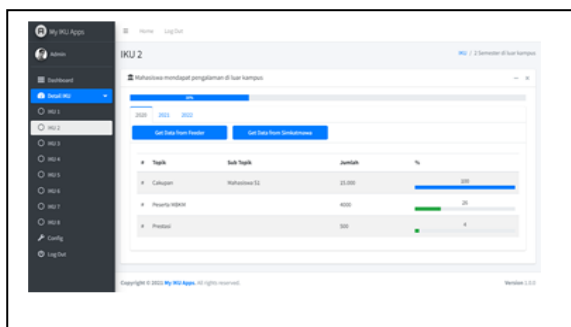 My IKU Apps
Home Log Out
Admin
IKU 2
IKU / 2 Semester di luar kampus
Dashboard
Detail IKU
IKU 1
IKU 2
IKU 3
IKU 4
IKU 5
IKU 6
IKU 7
IKU 8
Config
Log Out
Mahasiswa mendapat pengalaman di luar kampus
2020 2021 2022
Get Data from Feeder Get Data from Simkatmawa
# Topik Sub Topik Jumlah %
# Cakupan Mahasiswa S1 15.000 100
# Peserta MBKM 4000 26
# Prestasi 500 4
Copyright © 2021 My IKU Apps. All rights reserved.
Version 1.0.0